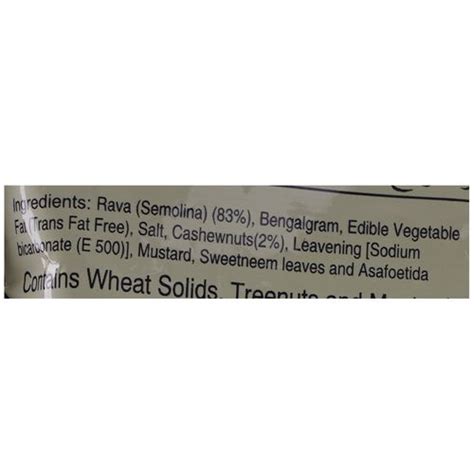 Ingredients: Rava (Semolina) (83%), Bengalgram, Edible Vegetable
Fat (Trans Fat Free), Salt, Cashewnuts(2%), Leavening [Sodium
bicarbonate (E 500)], Mustard, Sweetneem leaves and Asafoetida
Contains Wheat Solids, Treenuts and